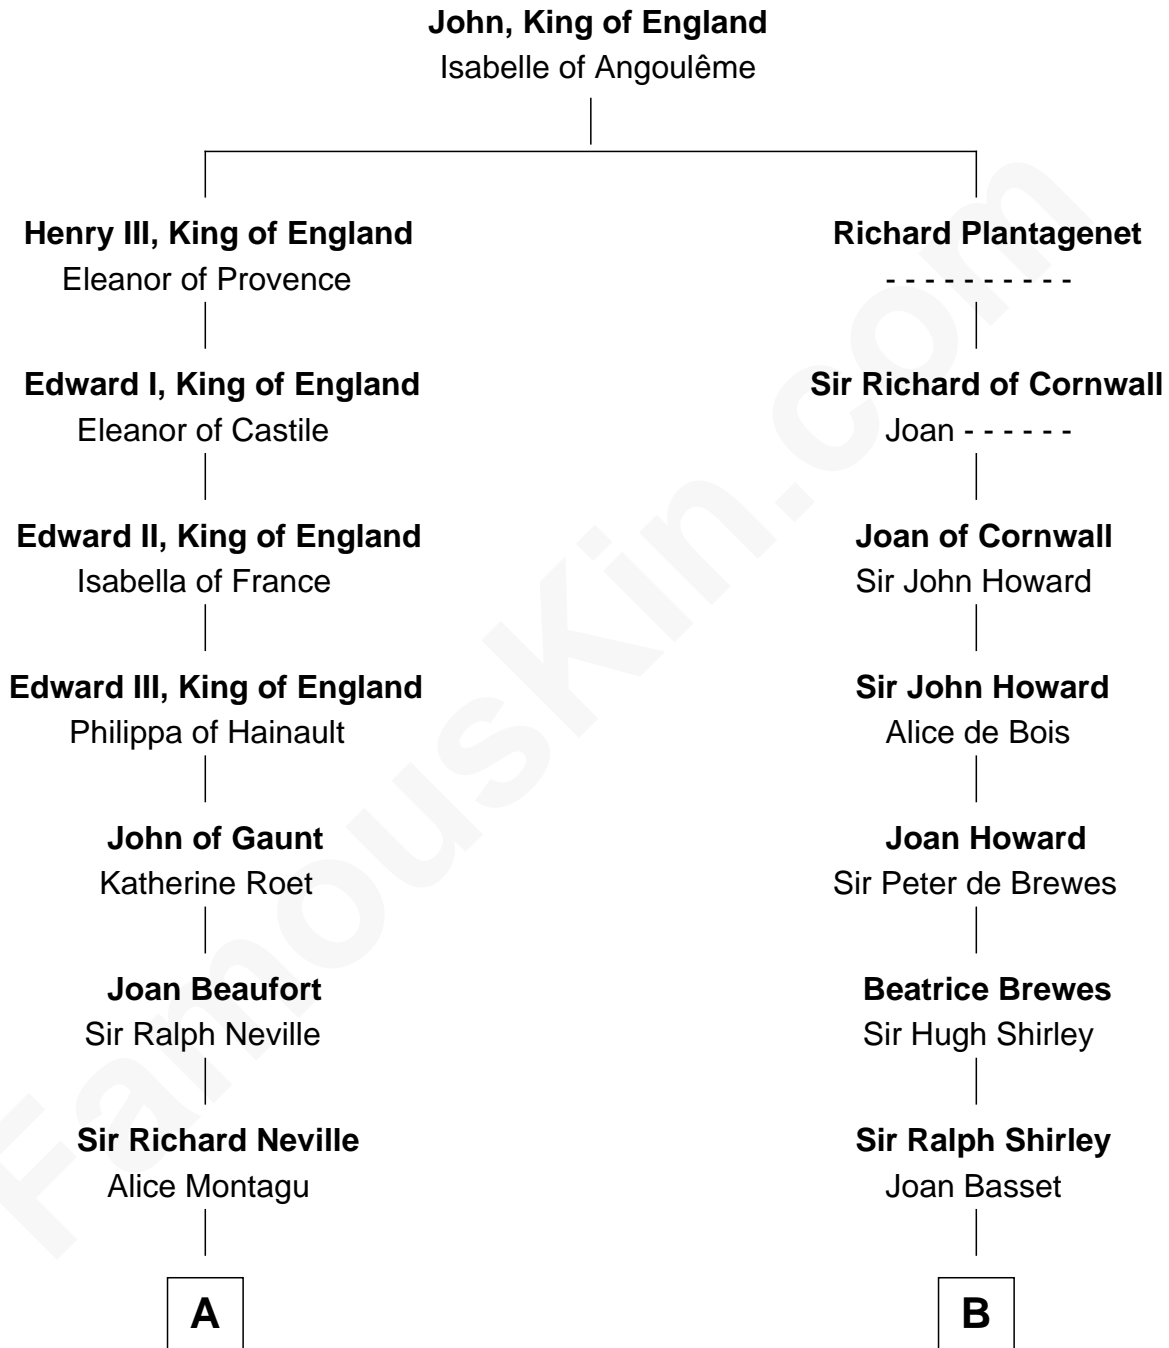 John, King of England
Isabelle of Angoulême
Henry III, King of England
Eleanor of Provence
Edward I, King of England
Eleanor of Castile
Edward II, King of England
Isabella of France
Edward III, King of England
Philippa of Hainault
John of Gaunt
Katherine Roet
Joan Beaufort
Sir Ralph Neville
Sir Richard Neville
Alice Montagu
A
Richard Plantagenet
- - - - - - - - - -
Sir Richard of Cornwall
Joan - - - - - -
Joan of Cornwall
Sir John Howard
Sir John Howard
Alice de Bois
Joan Howard
Sir Peter de Brewes
Beatrice Brewes
Sir Hugh Shirley
Sir Ralph Shirley
Joan Basset
B
FamousKin.com